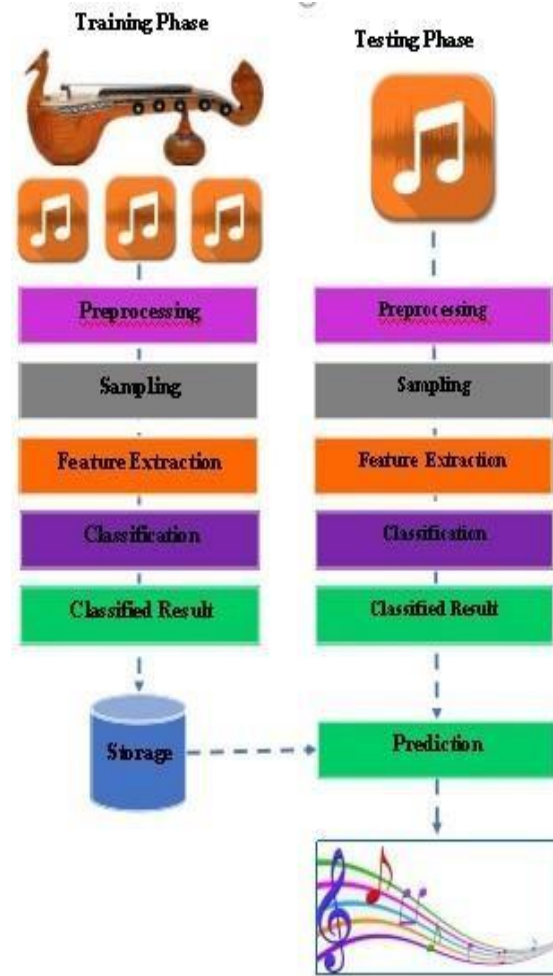 Training Phase
Testing Phase
Preprocessing
Sampling
Feature Extraction
Classification
Classified Result
Storage
Preprocessing
Sampling
Feature Extraction
Classification
Classified Result
Prediction